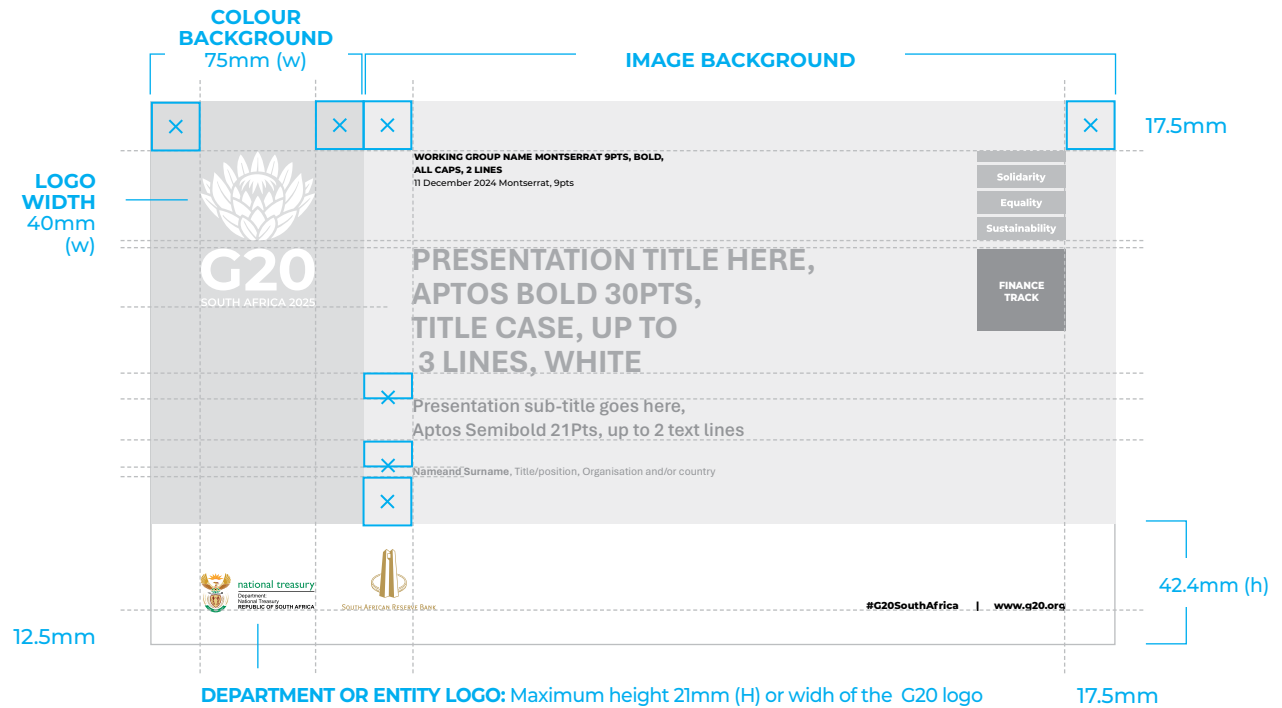 COLOUR
BACKGROUND
75mm (w)
IMAGE BACKGROUND
17.5mm
WORKING GROUP NAME MONTSERRAT 9PTS, BOLD,
ALL CAPS, 2 LINES
11 December 2024 Montserrat, 9pts
LOGO
WIDTH
40mm
(w)
Solidarity
Equality
Sustainability
G20
SOUTH AFRICA 2025
PRESENTATION TITLE HERE,
APTOS BOLD 30PTS,
TITLE CASE, UP TO
3 LINES, WHITE
FINANCE
TRACK
Presentation sub-title goes here,
Aptos Semibold 21Pts, up to 2 text lines
Nameand Surname, Title/position, Organisation and/or country
national treasury
Department:
National Treasury
REPUBLIC OF SOUTH AFRICA
SOUTH AFRICAN RESERVE BANK
#G20SouthAfrica | www.g20.org
42.4mm (h)
12.5mm
DEPARTMENT OR ENTITY LOGO: Maximum height 21mm (H) or widh of the G20 logo
17.5mm